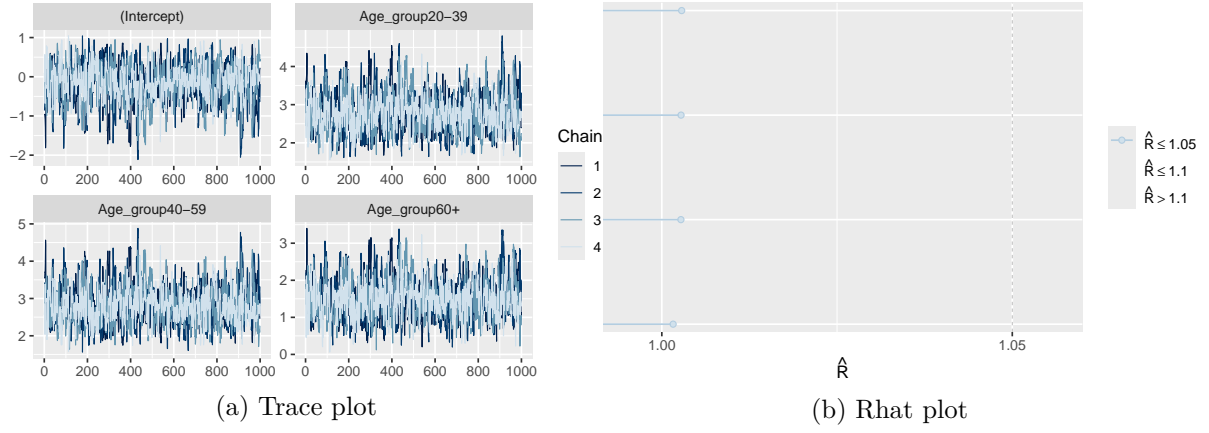 (Intercept)
Age_group20−39
1
0
−1
−2
4
3
2
0 200 400 600 800 1000
0 200 400 600 800 1000
Age_group40−59
Age_group60+
5
4
3
2
3
2
1
0
0 200 400 600 800 1000
0 200 400 600 800 1000
Chain
1
2
3
4
(a) Trace plot
1.00 1.05
R̂
R̂ ≤ 1.05
R̂ ≤ 1.1
R̂ > 1.1
(b) Rhat plot